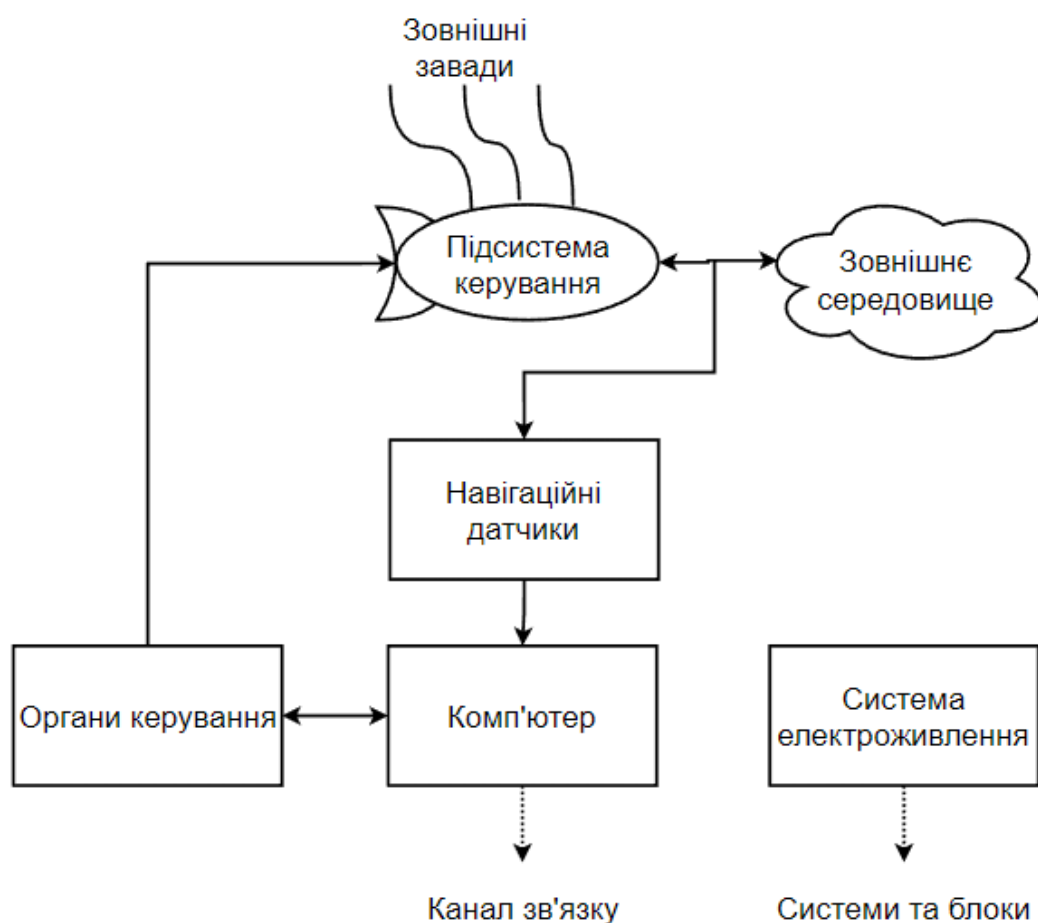 Зовнішні
завади
Підсистема
керування
Зовнішнє
середовище
Навігаційні
датчики
Органи керування
Комп'ютер
Система
електроживлення
Канал зв'язку
Системи та блоки